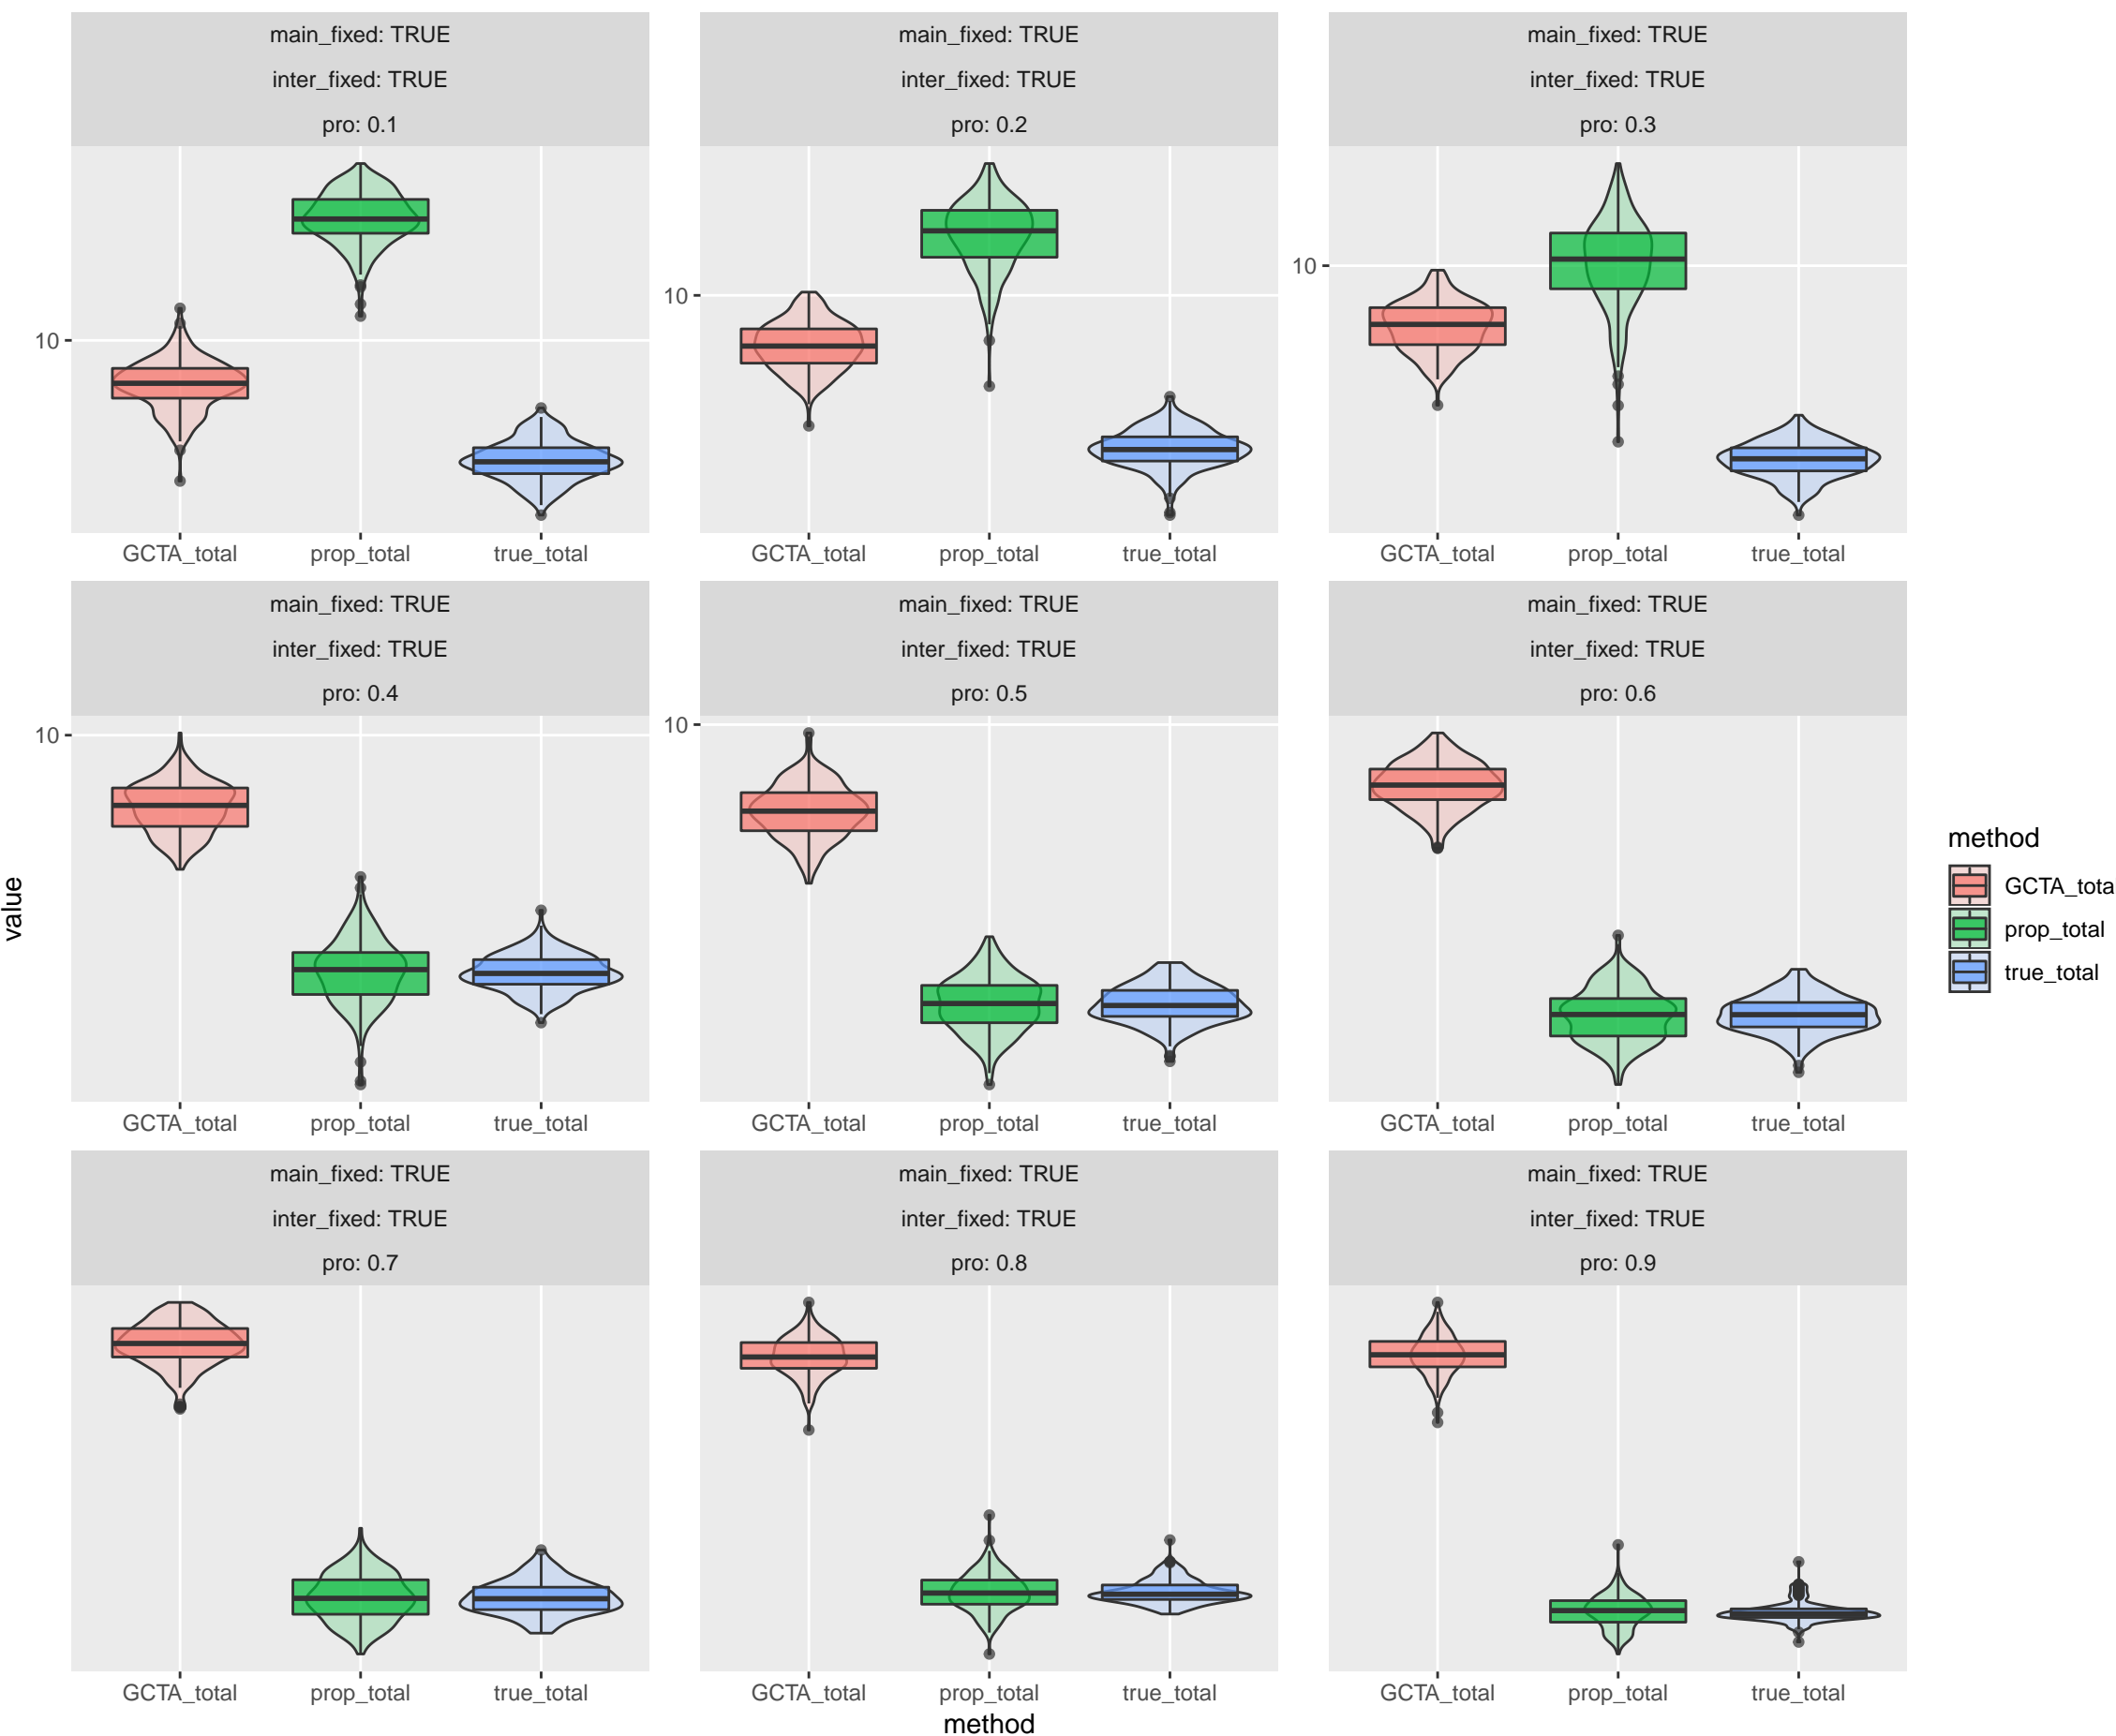 main_fixed: TRUE
inter_fixed: TRUE
pro: 0.1
main_fixed: TRUE
inter_fixed: TRUE
pro: 0.2
main_fixed: TRUE
inter_fixed: TRUE
pro: 0.3
10
10
10
GCTA_total prop_total true_total
GCTA_total prop_total true_total
GCTA_total prop_total true_total
main_fixed: TRUE
inter_fixed: TRUE
pro: 0.4
main_fixed: TRUE
inter_fixed: TRUE
pro: 0.5
main_fixed: TRUE
inter_fixed: TRUE
pro: 0.6
10
10
value
GCTA_total prop_total true_total
GCTA_total prop_total true_total
GCTA_total prop_total true_total
main_fixed: TRUE
inter_fixed: TRUE
pro: 0.7
main_fixed: TRUE
inter_fixed: TRUE
pro: 0.8
main_fixed: TRUE
inter_fixed: TRUE
pro: 0.9
GCTA_total prop_total true_total
GCTA_total prop_total true_total
GCTA_total prop_total true_total
method
method
GCTA_tota
prop_total
true_total